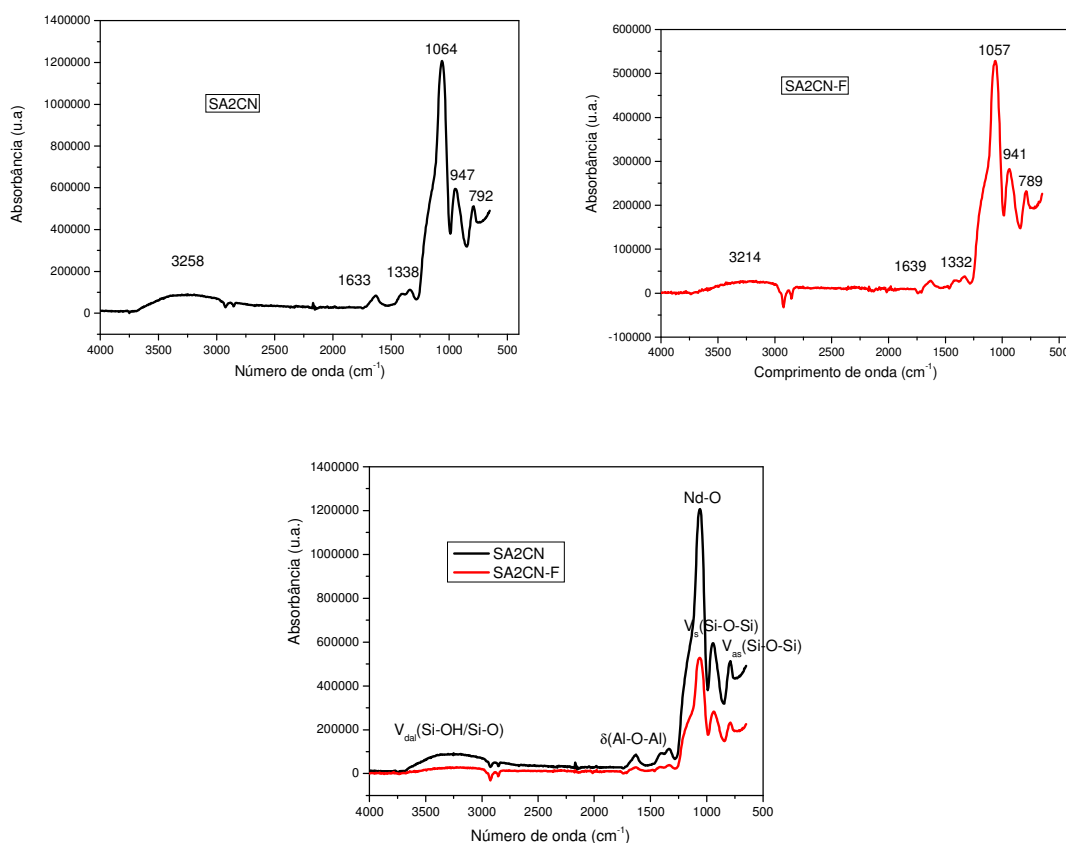 1400000
1200000
1000000
800000
600000
400000
200000
0
Absorbância (u.a)
SA2CN
1064
947
792
3258
1633
1338
4000 3500 3000 2500 2000 1500 1000 500
Número de onda (cm-1)
600000
500000
400000
300000
200000
100000
0
-100000
Absorbância (u.a.)
SA2CN-F
1057
941
789
3214
1639
1332
4000 3500 3000 2500 2000 1500 1000 500
Comprimento de onda (cm-1)
1400000
1200000
1000000
800000
600000
400000
200000
0
Absorbância (u.a.)
SA2CN
SA2CN-F
Nd-O
Vs(Si-O-Si)
Vas(Si-O-Si)
Vdal(Si-OH/Si-O)
δ(Al-O-Al)
4000 3500 3000 2500 2000 1500 1000 500
Número de onda (cm-1)